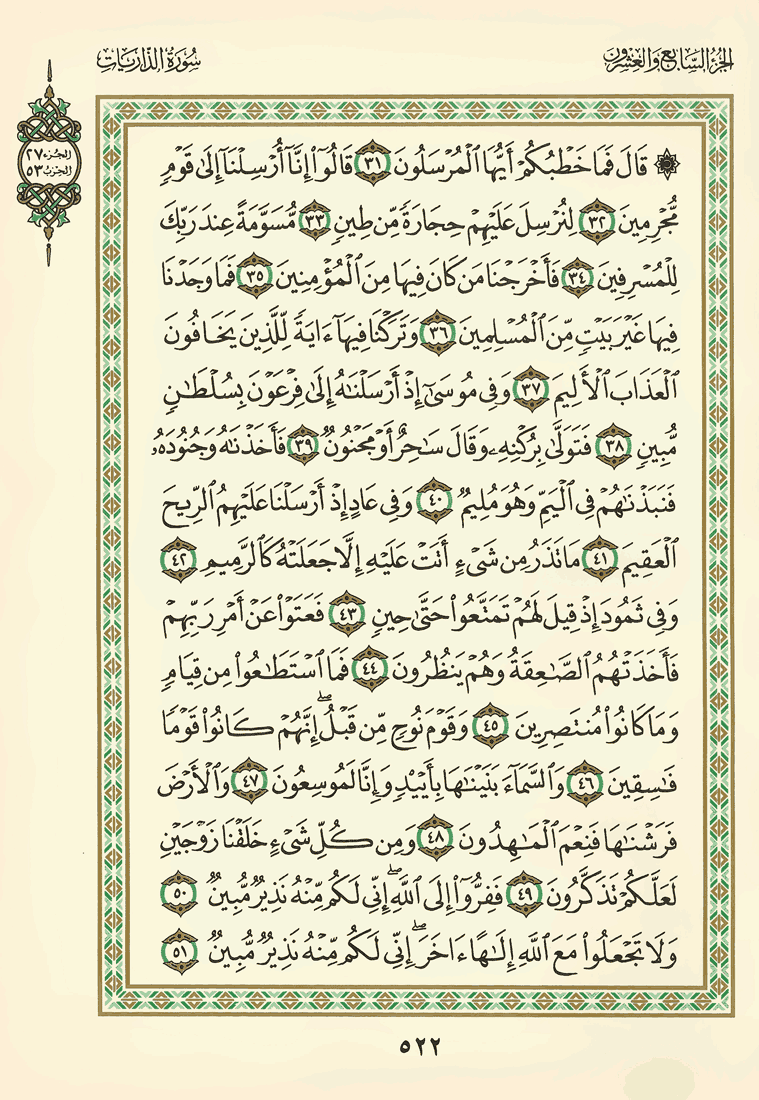 الجزء السابع والعشرون
سورة الذاريات
الجزء ٢٧
الحزب ٥٣
۞ قَالَ فَمَا خَطْبُكُمْ أَيُّهَا ٱلْمُرْسَلُونَ ٣١ قَالُوٓا۟ إِنَّآ أُرْسِلْنَآ إِلَىٰ قَوْمٍ
مُّجْرِمِينَ ٣٢ لِنُرْسِلَ عَلَيْهِمْ حِجَارَةً مِّن طِينٍ ٣٣ مُّسَوَّمَةً عِندَ رَبِّكَ
لِلْمُسْرِفِينَ ٣٤ فَأَخْرَجْنَا مَن كَانَ فِيهَا مِنَ ٱلْمُؤْمِنِينَ ٣٥ فَمَا وَجَدْنَا
فِيهَا غَيْرَ بَيْتٍ مِّنَ ٱلْمُسْلِمِينَ ٣٦ وَتَرَكْنَا فِيهَآ ءَايَةً لِّلَّذِينَ يَخَافُونَ
ٱلْعَذَابَ ٱلْأَلِيمَ ٣٧ وَفِى مُوسَىٰٓ إِذْ أَرْسَلْنَٰهُ إِلَىٰ فِرْعَوْنَ بِسُلْطَٰنٍ
مُّبِينٍ ٣٨ فَتَوَلَّىٰ بِرُكْنِهِۦ وَقَالَ سَٰحِرٌ أَوْ مَجْنُونٌ ٣٩ فَأَخَذْنَٰهُ وَجُنُودَهُۥ
فَنَبَذْنَٰهُمْ فِى ٱلْيَمِّ وَهُوَ مُلِيمٌ ٤٠ وَفِى عَادٍ إِذْ أَرْسَلْنَا عَلَيْهِمُ ٱلرِّيحَ
ٱلْعَقِيمَ ٤١ مَا تَذَرُ مِن شَىْءٍ أَتَتْ عَلَيْهِ إِلَّا جَعَلَتْهُ كَٱلرَّمِيمِ ٤٢
وَفِى ثَمُودَ إِذْ قِيلَ لَهُمْ تَمَتَّعُوا۟ حَتَّىٰ حِينٍ ٤٣ فَعَتَوْا۟ عَنْ أَمْرِ رَبِّهِمْ
فَأَخَذَتْهُمُ ٱلصَّٰعِقَةُ وَهُمْ يَنظُرُونَ ٤٤ فَمَا ٱسْتَطَٰعُوا۟ مِن قِيَامٍ
وَمَا كَانُوا۟ مُنتَصِرِينَ ٤٥ وَقَوْمَ نُوحٍ مِّن قَبْلُ ۖ إِنَّهُمْ كَانُوا۟ قَوْمًا
فَٰسِقِينَ ٤٦ وَٱلسَّمَآءَ بَنَيْنَٰهَا بِأَيْي۟دٍ وَإِنَّا لَمُوسِعُونَ ٤٧ وَٱلْأَرْضَ
فَرَشْنَٰهَا فَنِعْمَ ٱلْمَٰهِدُونَ ٤٨ وَمِن كُلِّ شَىْءٍ خَلَقْنَا زَوْجَيْنِ
لَعَلَّكُمْ تَذَكَّرُونَ ٤٩ فَفِرُّوٓا۟ إِلَى ٱللَّهِ ۖ إِنِّى لَكُم مِّنْهُ نَذِيرٌ مُّبِينٌ ٥٠
وَلَا تَجْعَلُوا۟ مَعَ ٱللَّهِ إِلَٰهًا ءَاخَرَ ۖ إِنِّى لَكُم مِّنْهُ نَذِيرٌ مُّبِينٌ ٥١
٥٢٢